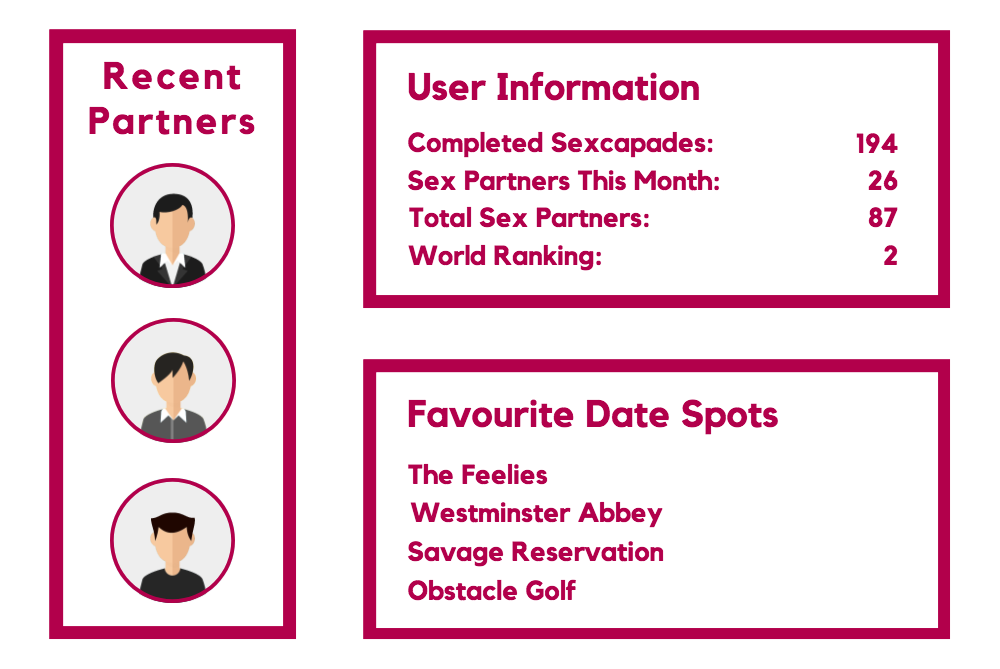 Recent
Partners
User Information
Completed Sexcapades: 194
Sex Partners This Month: 26
Total Sex Partners: 87
World Ranking: 2
Favourite Date Spots
The Feelies
Westminster Abbey
Savage Reservation
Obstacle Golf